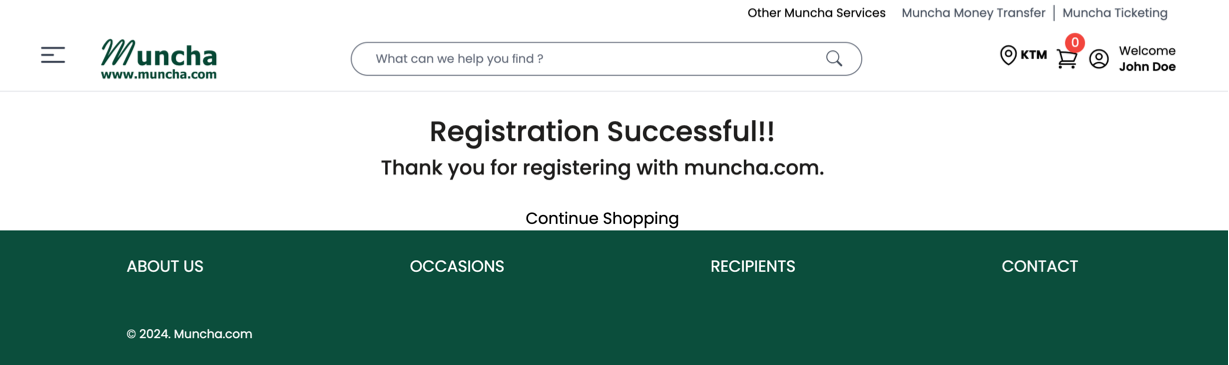 Other Muncha Services Muncha Money Transfer | Muncha Ticketing
Muncha
www.muncha.com
What can we help you find ?
KTM
0
Welcome
John Doe
Registration Successful!!
Thank you for registering with muncha.com.
Continue Shopping
ABOUT US OCCASIONS RECIPIENTS CONTACT
© 2024. Muncha.com